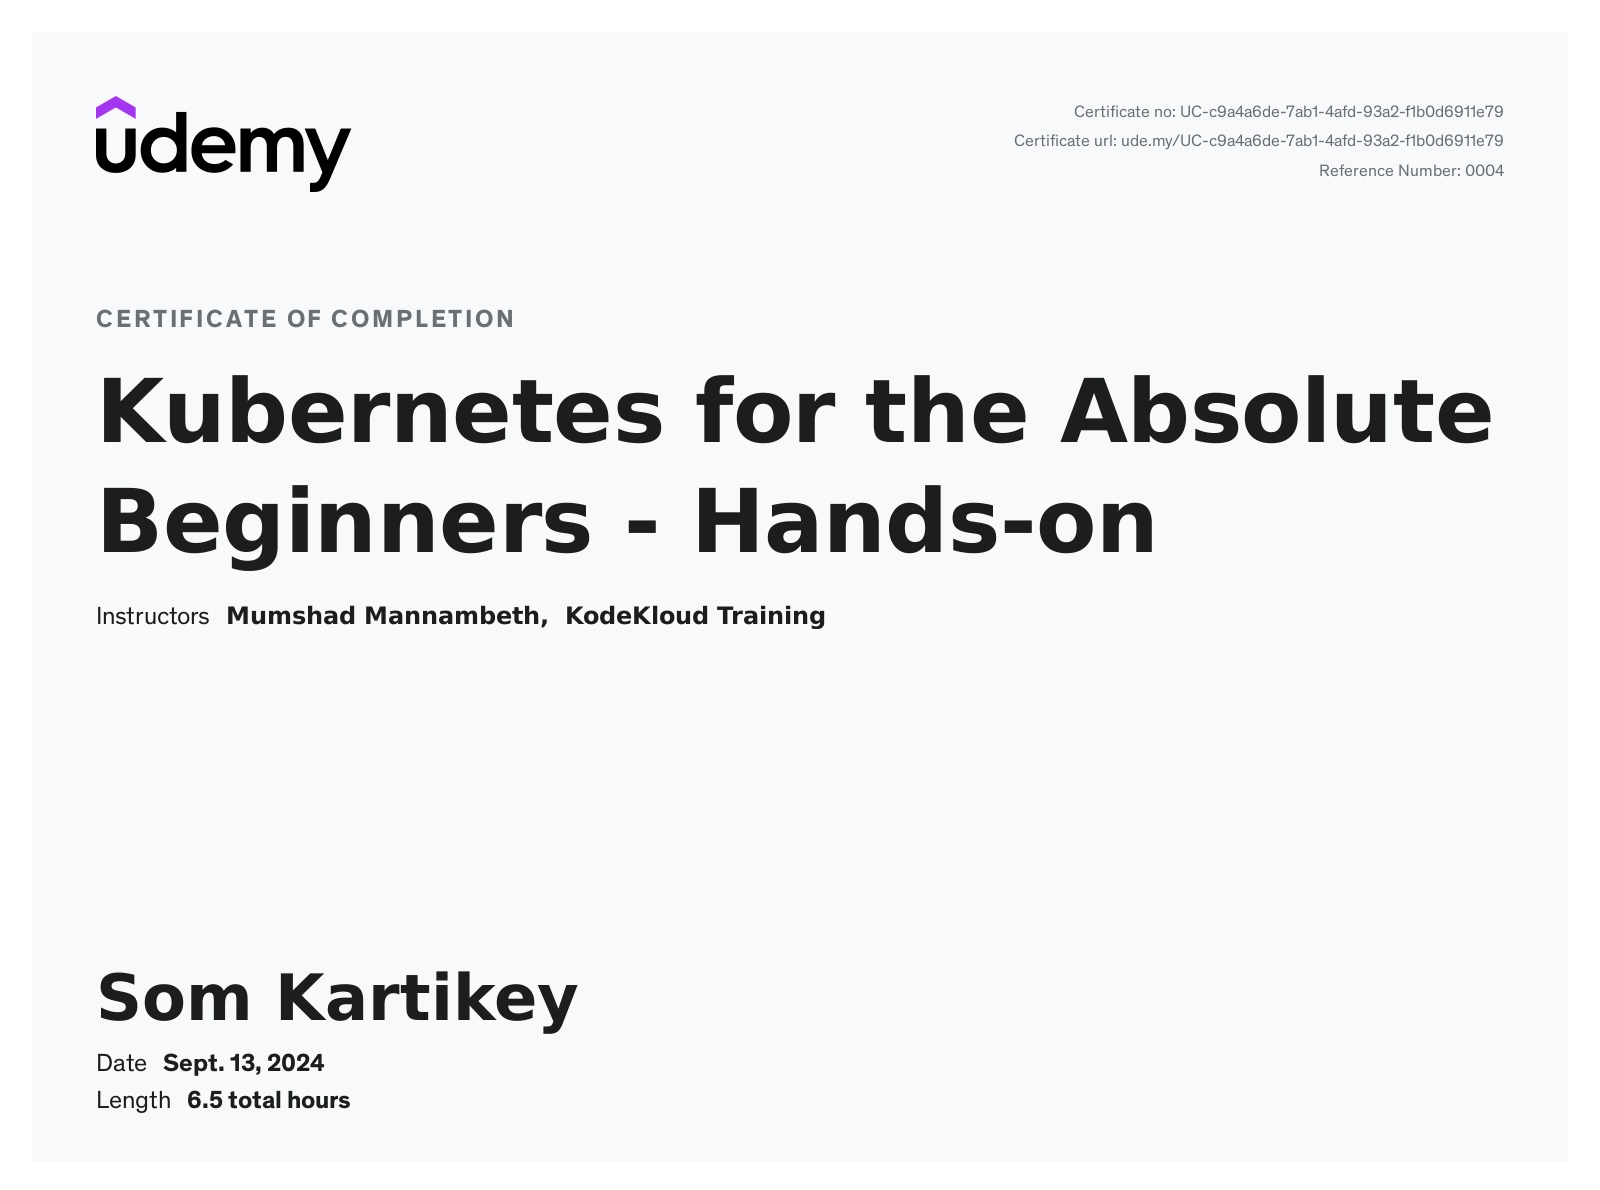 udemy
Certificate no: UC-c9a4a6de-7ab1-4afd-93a2-f1b0d6911e79
Certificate url: ude.my/UC-c9a4a6de-7ab1-4afd-93a2-f1b0d6911e79
Reference Number: 0004
CERTIFICATE OF COMPLETION
Kubernetes for the Absolute
Beginners - Hands-on
Instructors Mumshad Mannambeth, KodeKloud Training
Som Kartikey
Date Sept. 13, 2024
Length 6.5 total hours